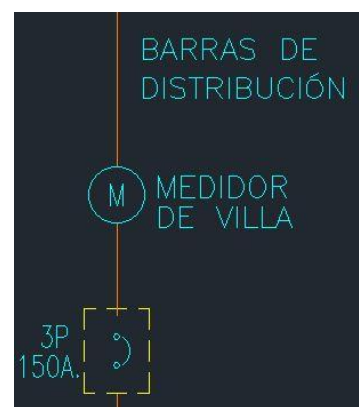 BARRAS DE
DISTRIBUCIÓN
M
MEDIDOR
DE VILLA
3P
150A.